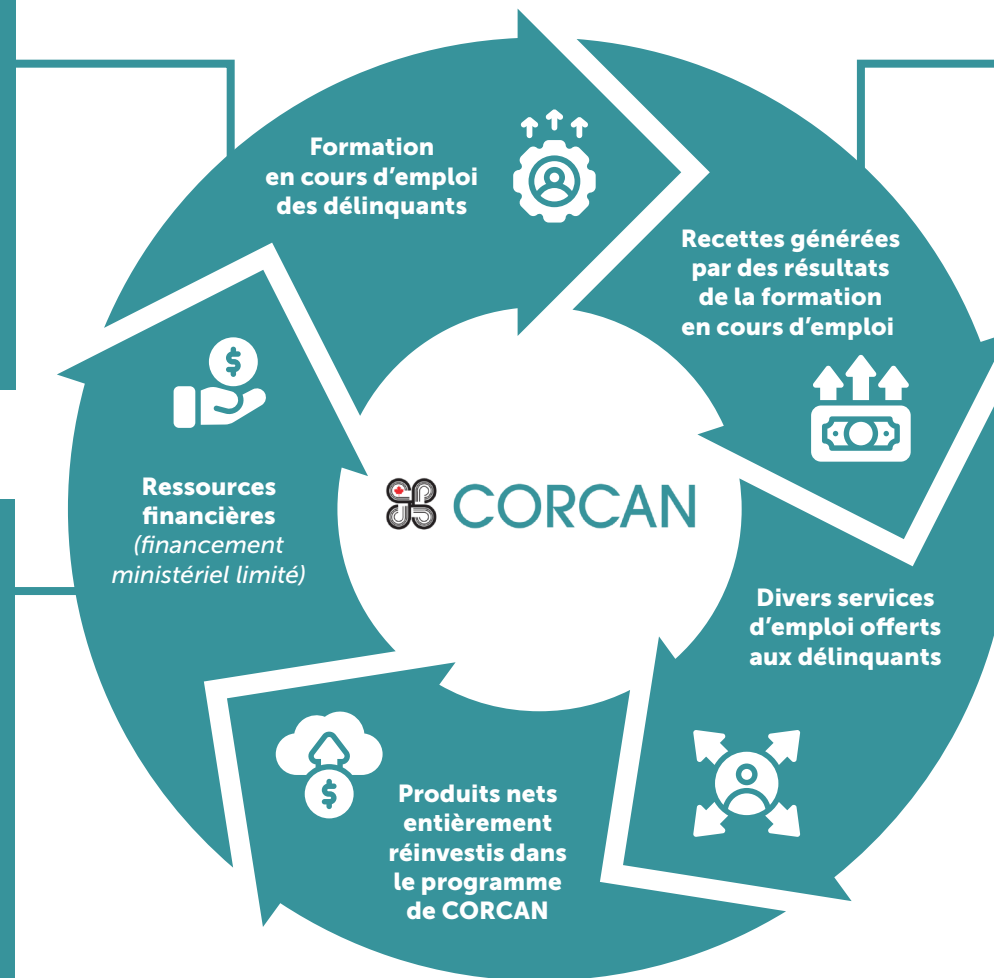 Formation
en cours d'emploi
des délinquants
Recettes générées
par des résultats
de la formation
en cours d'emploi
Divers services
d'emploi offerts
aux délinquants
Produits nets
entièrement
réinvestis dans
le programme
de CORCAN
Ressources
financières
(financement
ministériel limité)
CORCAN